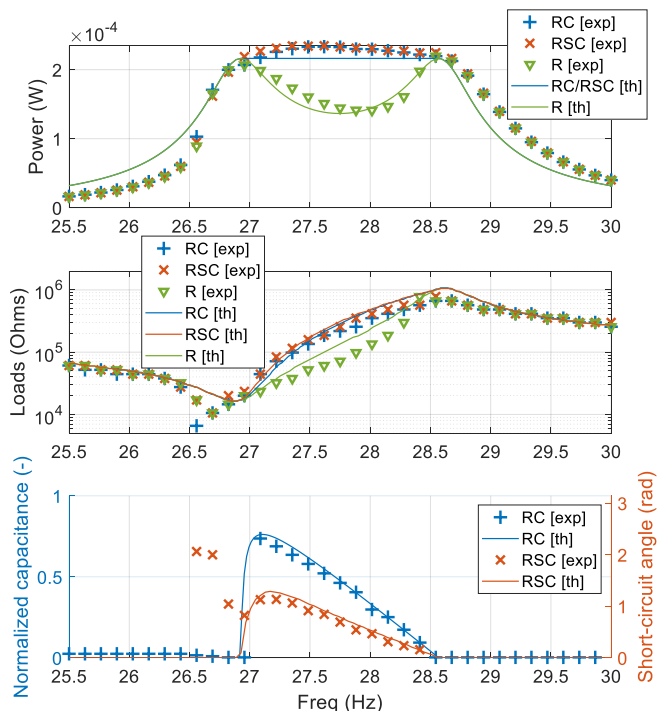 ×10⁻⁴
Power (W)
2
1
0
RC [exp]
RSC [exp]
R [exp]
RC/RSC [th]
R [th]
25.5 26 26.5 27 27.5 28 28.5 29 29.5 30
Loads (Ohms)
10⁶
10⁵
10⁴
RC [exp]
RSC [exp]
R [exp]
RC [th]
RSC [th]
R [th]
25.5 26 26.5 27 27.5 28 28.5 29 29.5 30
Normalized capacitance (-)
1
0.5
0
RC [exp]
RC [th]
RSC [exp]
RSC [th]
3
2
1
0
Short-circuit angle (rad)
25.5 26 26.5 27 27.5 28 28.5 29 29.5 30
Freq (Hz)